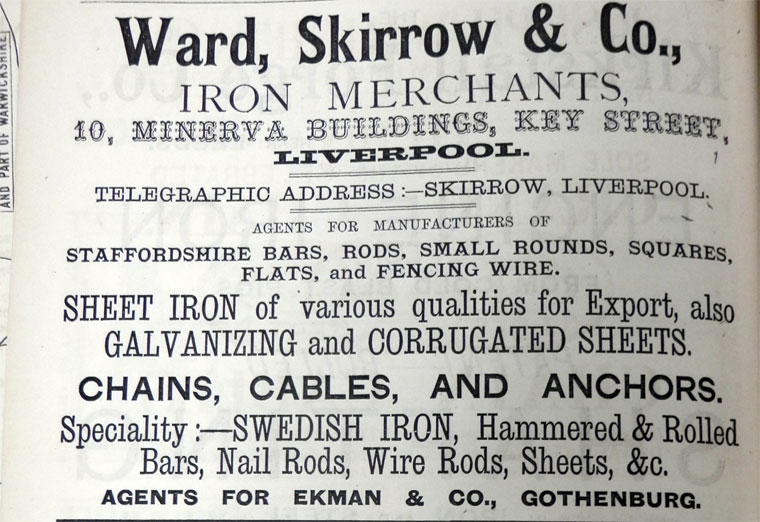 Ward, Skirrow & Co.,
IRON MERCHANTS,
10, MINERVA BUILDINGS, KEY STREET,
LIVERPOOL.
TELEGRAPHIC ADDRESS :—SKIRROW, LIVERPOOL.
AGENTS FOR MANUFACTURERS OF
STAFFORDSHIRE BARS, RODS, SMALL ROUNDS, SQUARES,
FLATS, and FENCING WIRE.
SHEET IRON of various qualities for Export, also
GALVANIZING and CORRUGATED SHEETS.
CHAINS, CABLES, AND ANCHORS.
Speciality :—SWEDISH IRON, Hammered & Rolled
Bars, Nail Rods, Wire Rods, Sheets, &c.
AGENTS FOR EKMAN & CO., GOTHENBURG.
AND PART OF WARWICKSHIRE